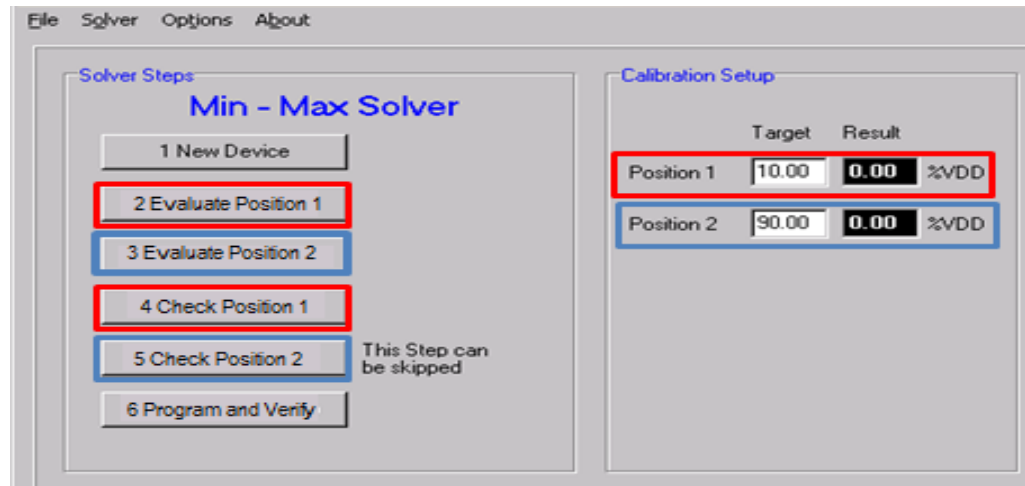 File Solver Options About
Solver Steps
Min - Max Solver
1 New Device
2 Evaluate Position 1
3 Evaluate Position 2
4 Check Position 1
5 Check Position 2
This Step can
be skipped
6 Program and Verify
Calibration Setup
Target Result
Position 1 10.00 0.00 %VDD
Position 2 90.00 0.00 %VDD